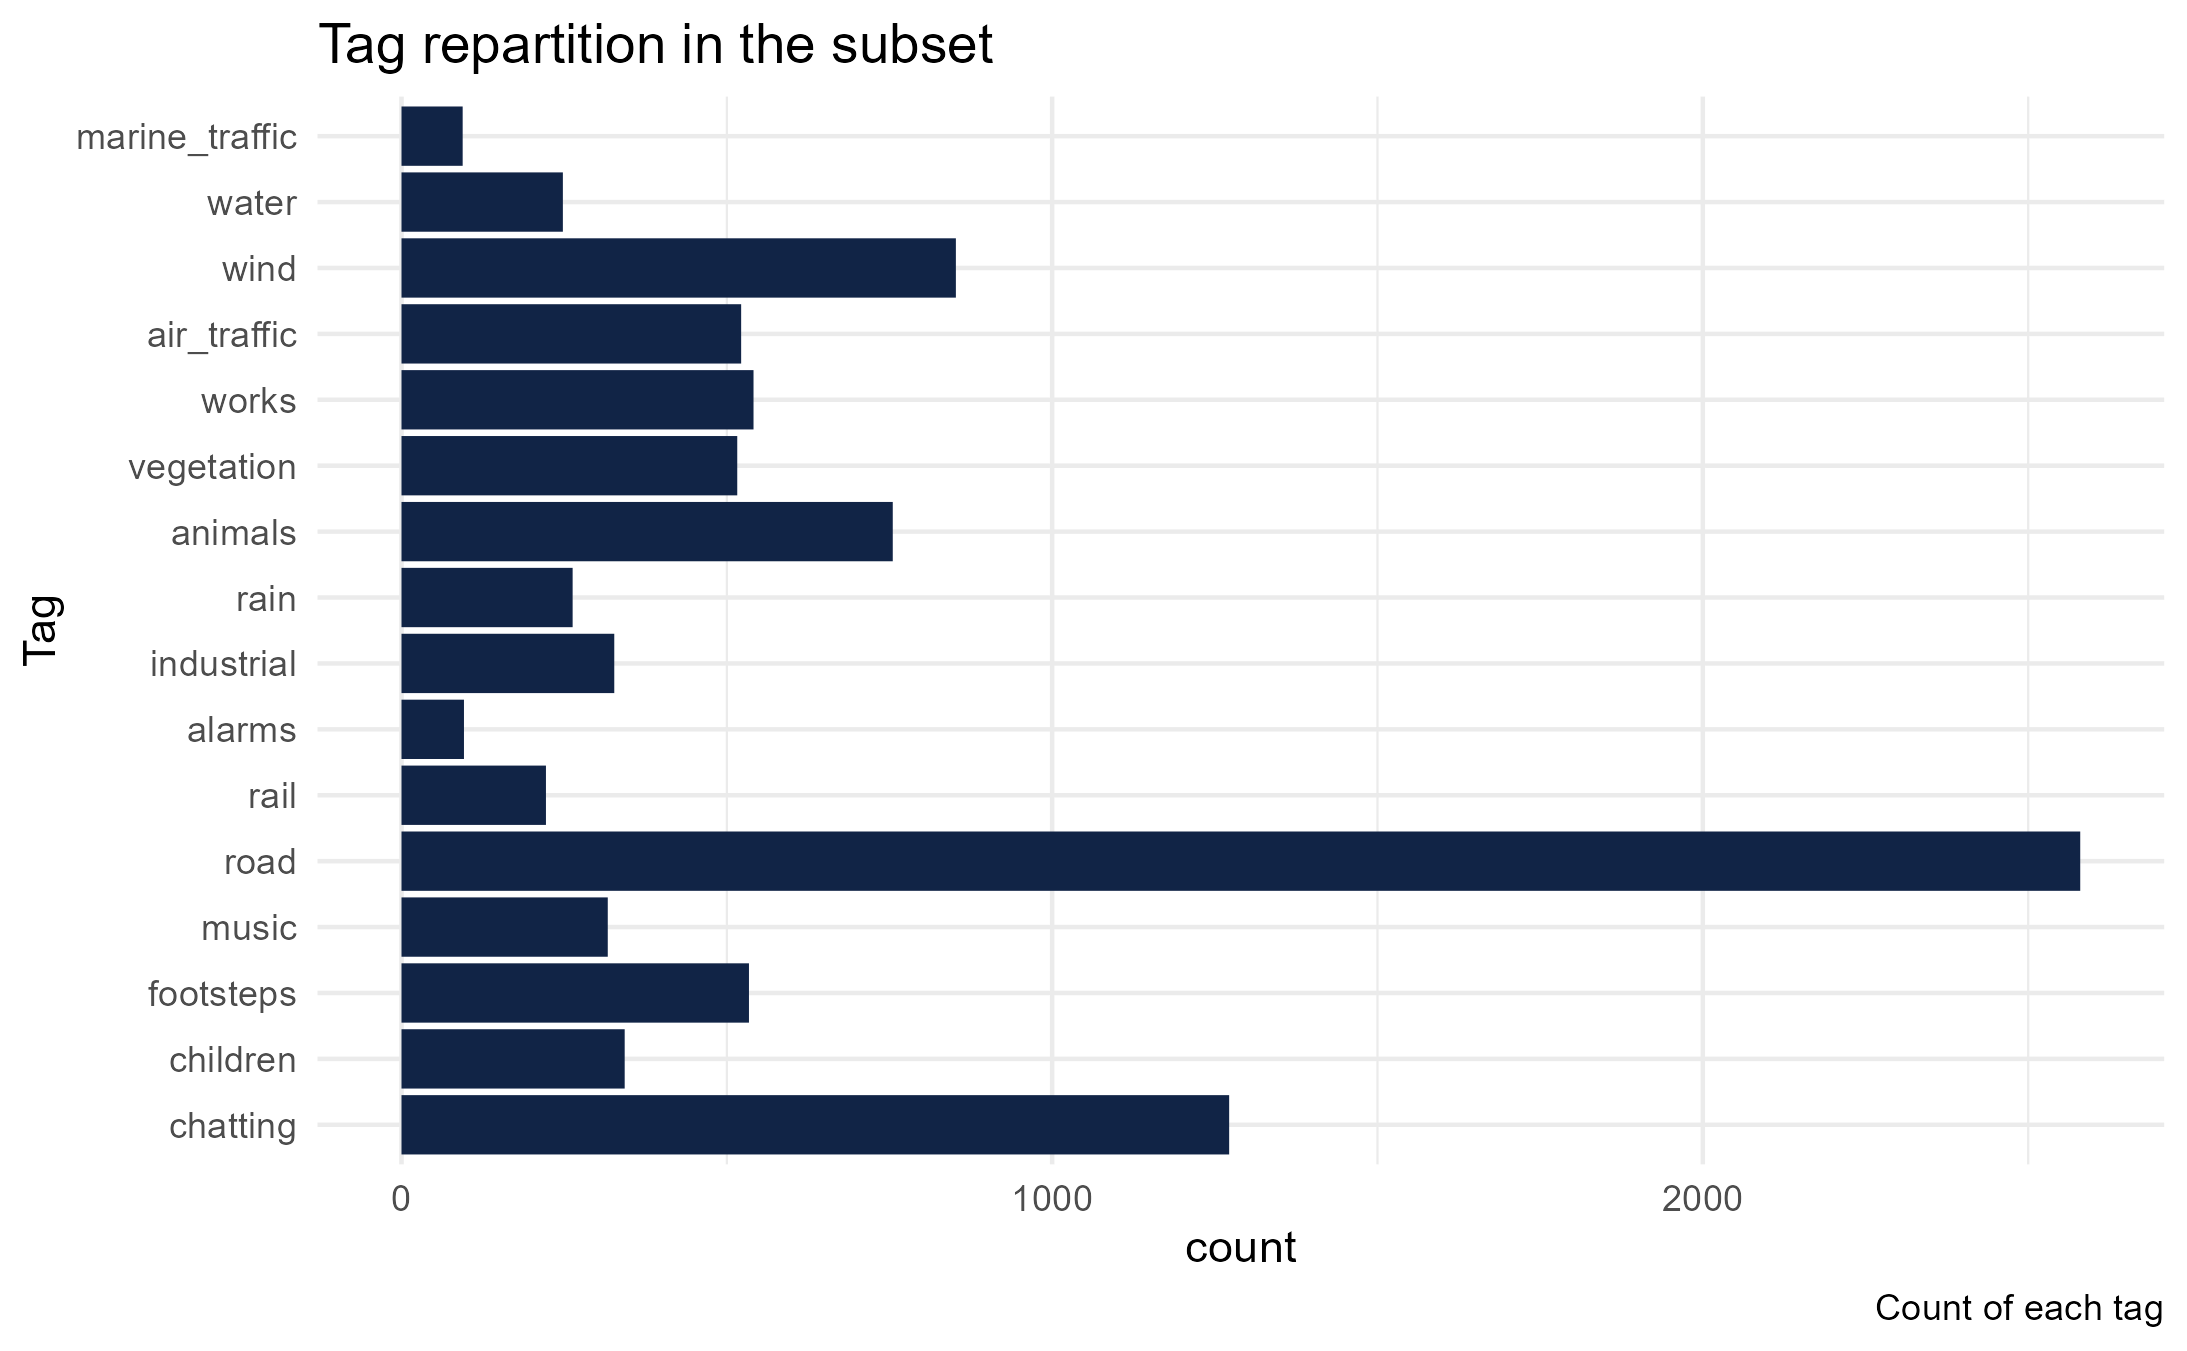 Tag repartition in the subset
marine_traffic
water
wind
air_traffic
works
vegetation
animals
rain
industrial
alarms
rail
road
music
footsteps
children
chatting
Tag
0 1000 2000
count
Count of each tag